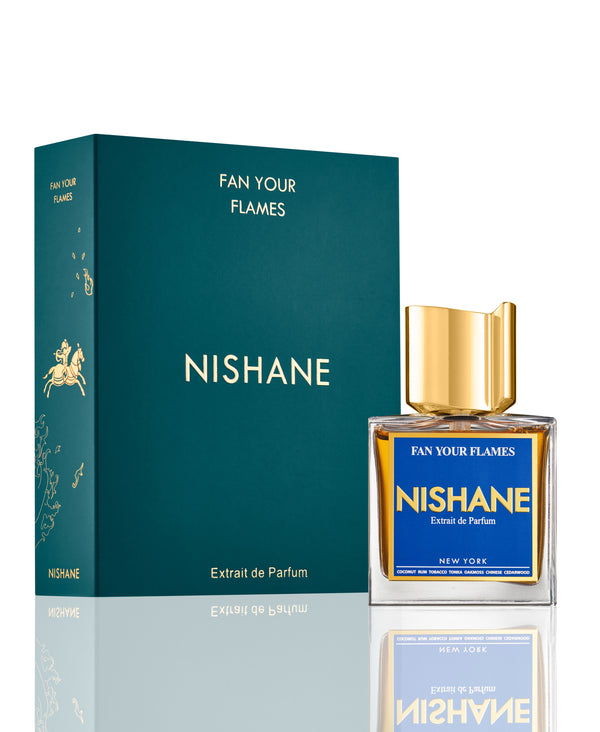 FAN YOUR
FLAMES
NISHANE
Extrait de Parfum
FAN YOUR
FLAMES
NISHANE
FAN YOUR FLAMES
NISHANE
Extrait de Parfum
NEW YORK
COCONUT RUM TOBACCO TONKA OAKMOSS CHINESE CEDARWOOD